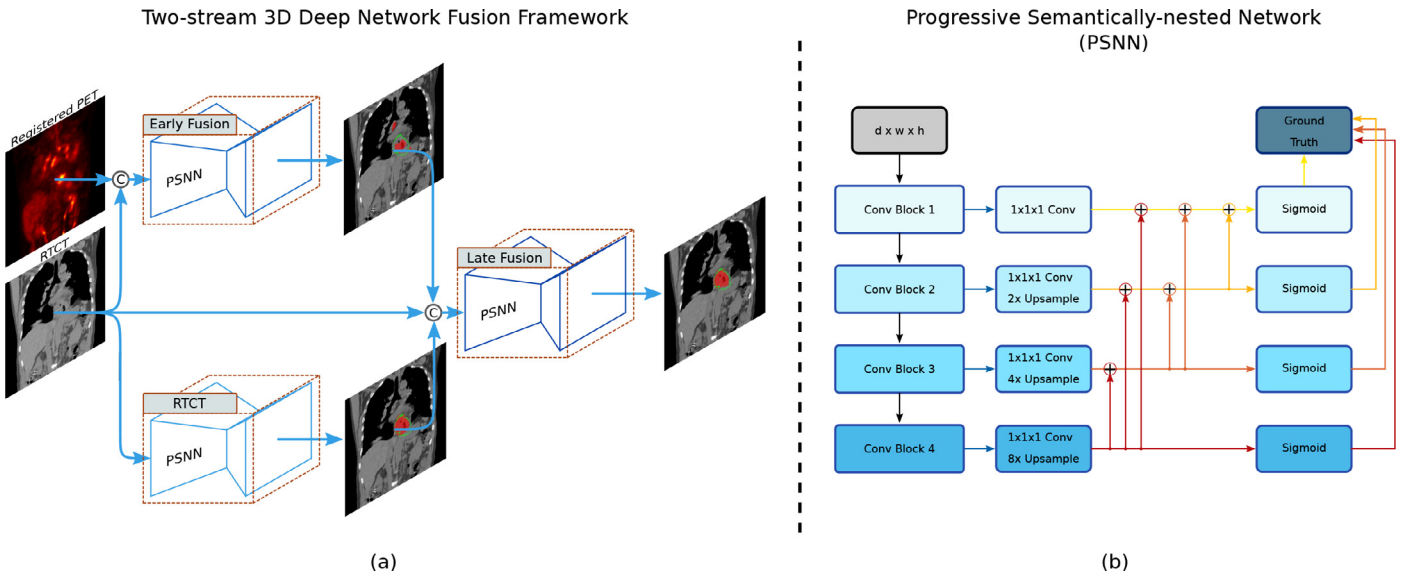 Two-stream 3D Deep Network Fusion Framework
Registered PET
Early Fusion
PSNN
C
RTCT
Late Fusion
PSNN
C
RTCT
PSNN
(a)
Progressive Semantically-nested Network
(PSNN)
d x w x h
Ground
Truth
Conv Block 1
1x1x1 Conv
Sigmoid
Conv Block 2
1x1x1 Conv
2x Upsample
Sigmoid
Conv Block 3
1x1x1 Conv
4x Upsample
Sigmoid
Conv Block 4
1x1x1 Conv
8x Upsample
Sigmoid
(b)